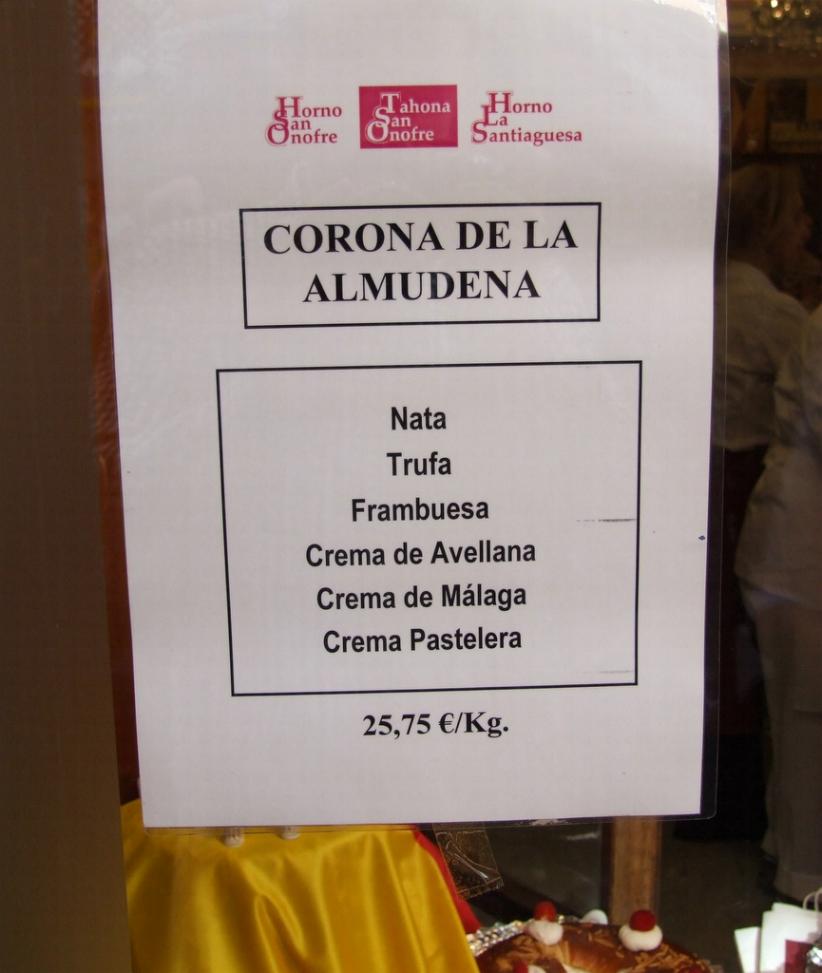 Horno San Onofre
Tahona San Onofre
Horno La Santiaguesa
CORONA DE LA
ALMUDENA
Nata
Trufa
Frambuesa
Crema de Avellana
Crema de Málaga
Crema Pastelera
25,75 €/Kg.